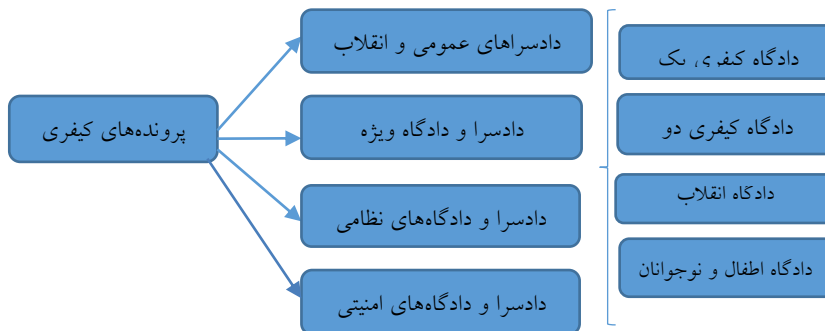 پرونده‌های کیفری
دادسراهای عمومی و انقلاب
دادسرا و دادگاه ویژه
دادسرا و دادگاه‌های نظامی
دادسرا و دادگاه‌های امنیتی
دادگاه کیفری یک
دادگاه کیفری دو
دادگاه انقلاب
دادگاه اطفال و نوجوانان